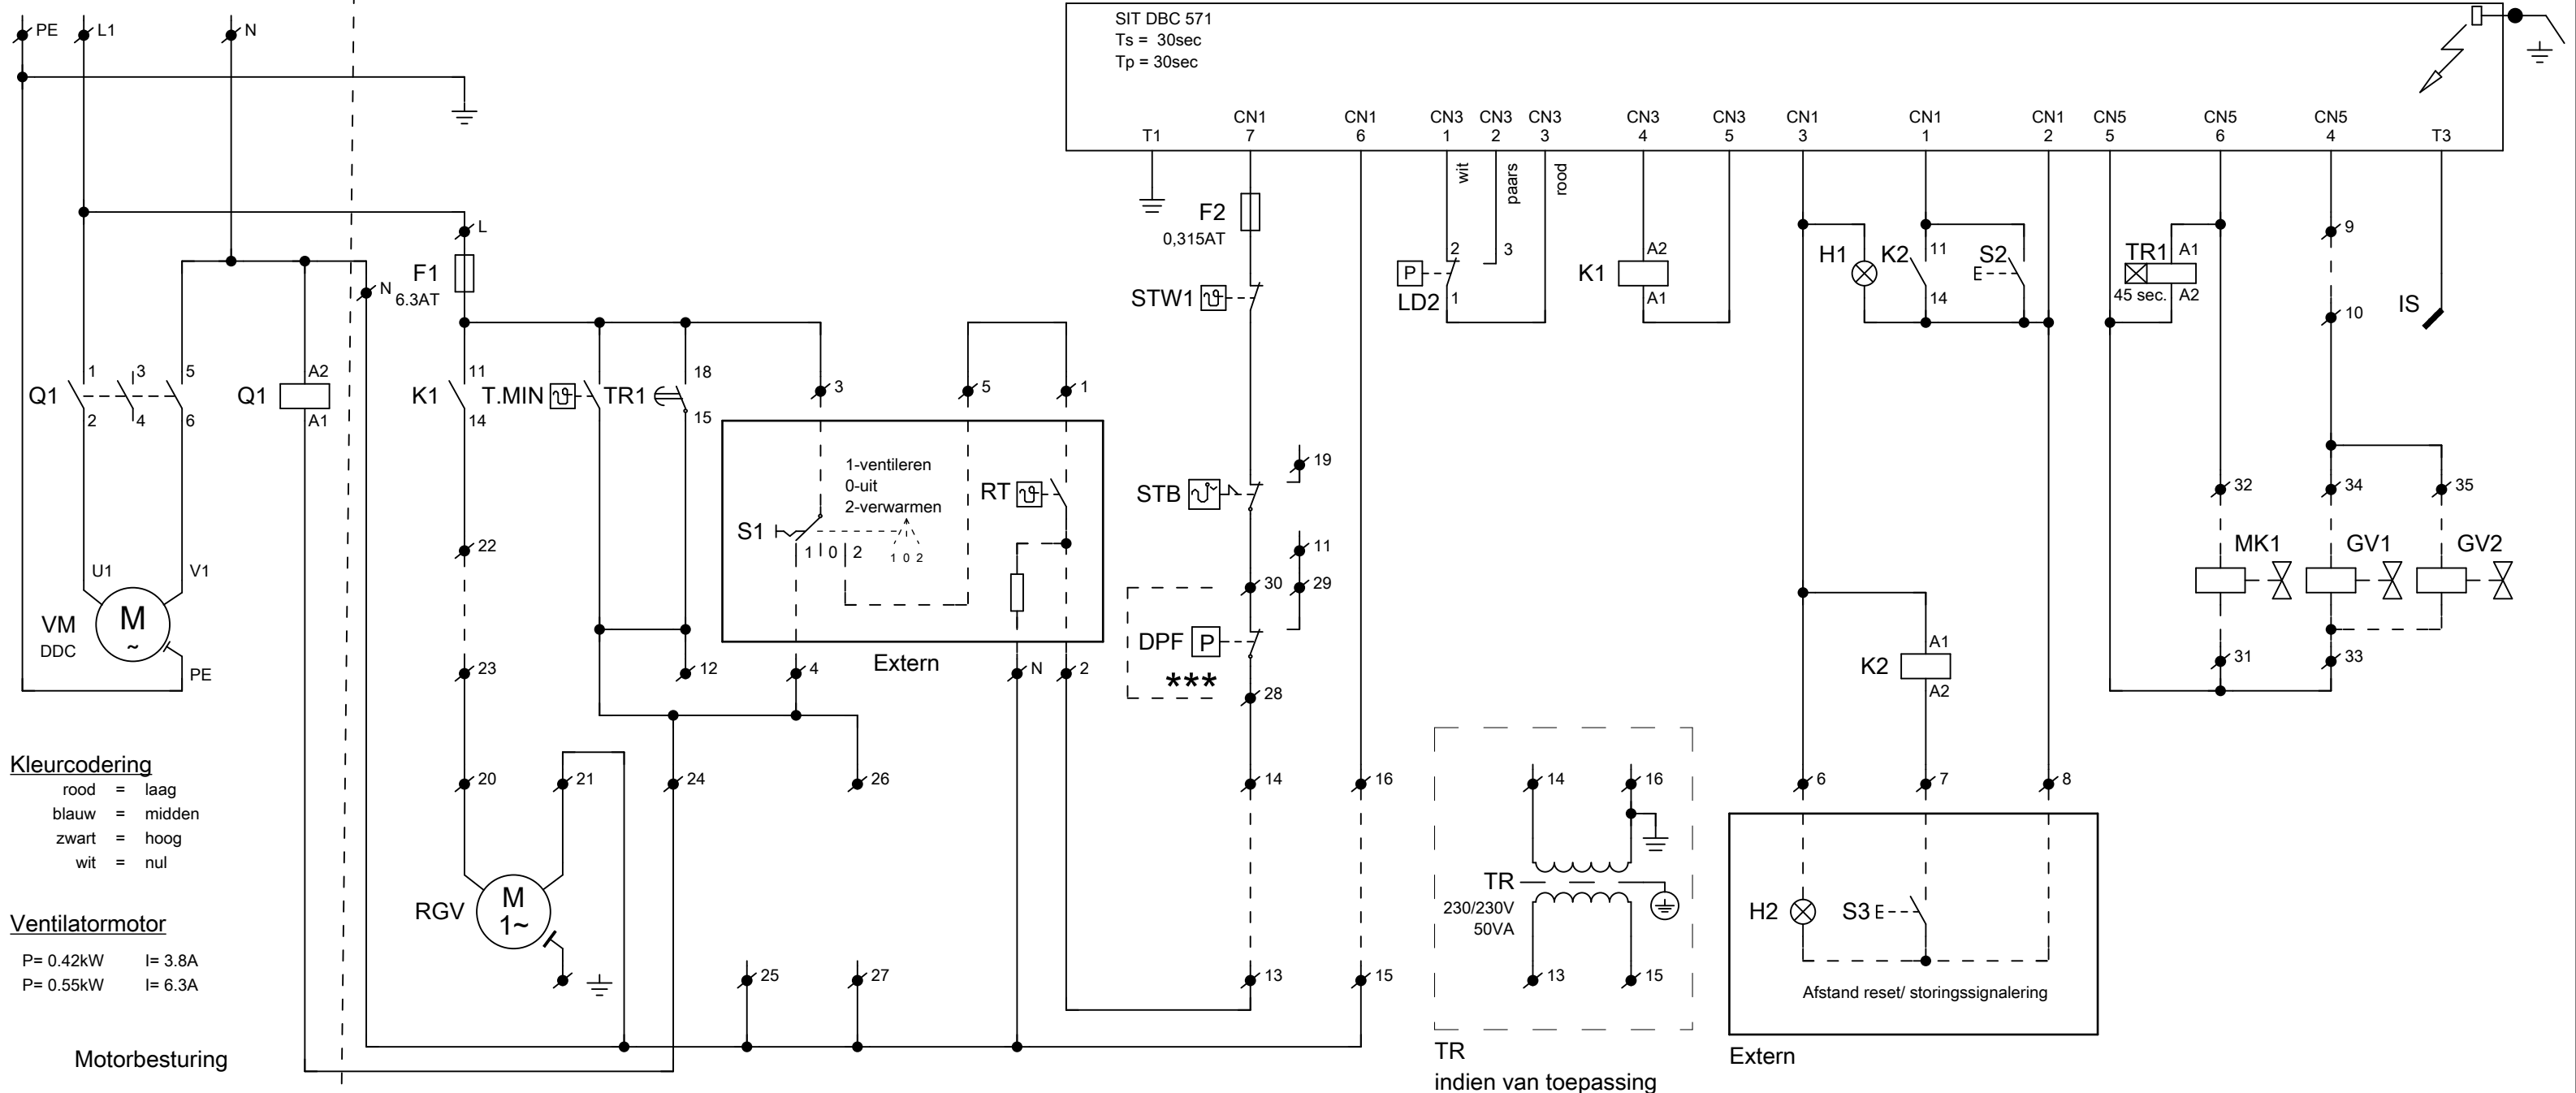 PE
L1
N
SIT DBC 571
Ts = 30sec
Tp = 30sec
T1
CN1
7
CN1
6
CN3
1
CN3
2
CN3
3
CN3
4
CN3
5
CN1
3
CN1
1
CN1
2
CN5
5
CN5
6
CN5
4
T3
wit
paars
rood
L
N
F1
6.3AT
F2
0,315AT
STW1
P
LD2
2
1
3
K1
A2
A1
H1
K2
11
14
S2
E
TR1
45 sec.
A1
A2
9
10
IS
Q1
1
2
3
4
5
6
Q1
A2
A1
K1
11
14
T.MIN
TR1
18
15
3
5
1
1-ventileren
0-uit
2-verwarmen
S1
1 0 2
1 0 2
RT
Extern
STB
19
11
30
29
DPF
P
***
28
32
34
35
MK1
GV1
GV2
31
33
22
23
12
4
N
2
U1
V1
M
~
VM
DDC
PE
K2
A1
A2
Kleurcodering
rood = laag
blauw = midden
zwart = hoog
wit = nul
20
21
24
26
14
16
14
16
6
7
8
RGV
M
1~
TR
230/230V
50VA
H2
S3
E
Ventilatormotor
P= 0.42kW I= 3.8A
P= 0.55kW I= 6.3A
25
27
13
15
13
15
Afstand reset/ storingssignalering
Motorbesturing
TR
indien van toepassing
Extern